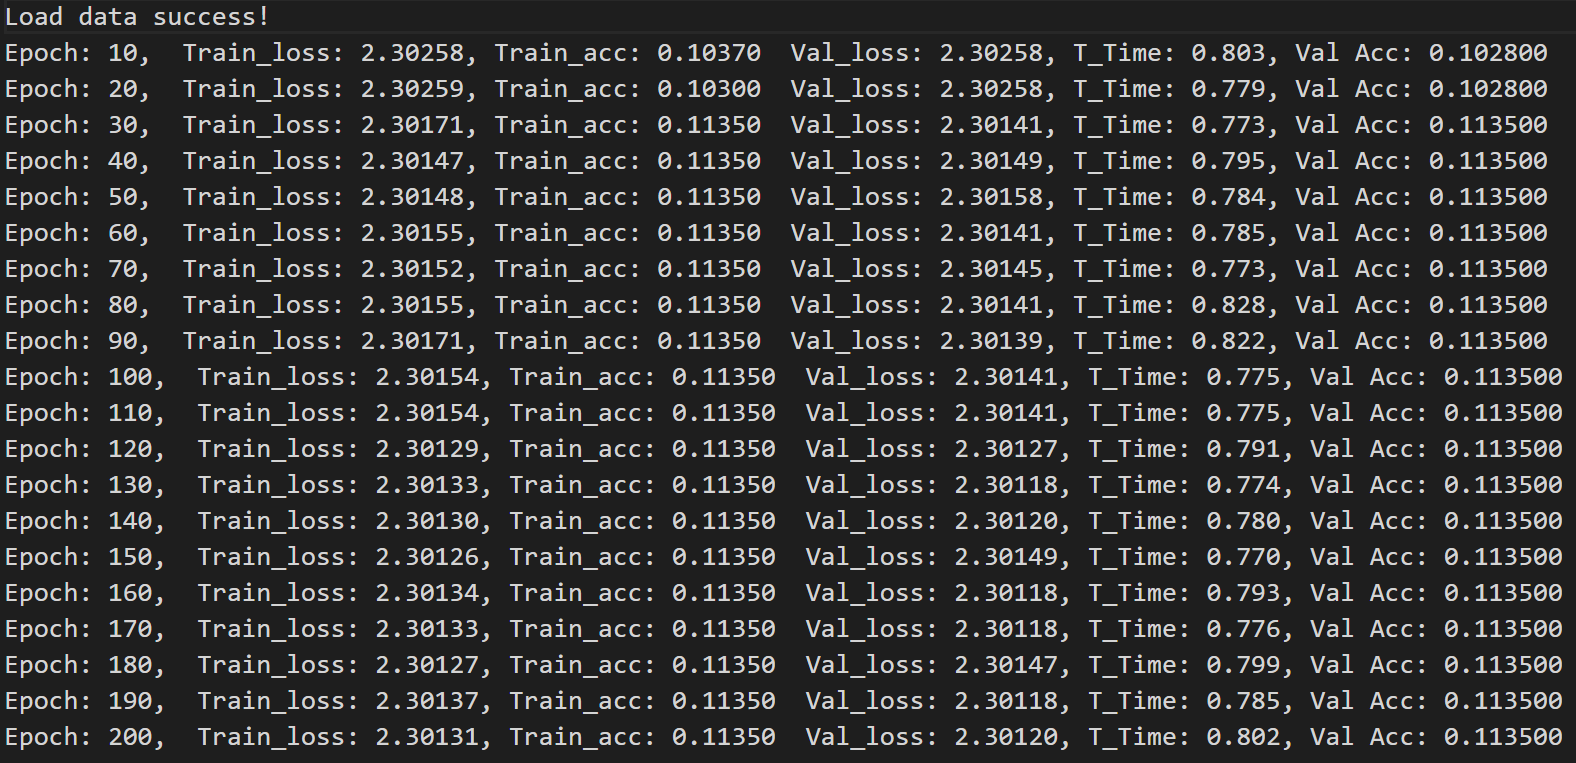 Load data success!
Epoch: 10,  Train_loss: 2.30258, Train_acc: 0.10370  Val_loss: 2.30258, T_Time: 0.803, Val Acc: 0.102800
Epoch: 20,  Train_loss: 2.30259, Train_acc: 0.10300  Val_loss: 2.30258, T_Time: 0.779, Val Acc: 0.102800
Epoch: 30,  Train_loss: 2.30171, Train_acc: 0.11350  Val_loss: 2.30141, T_Time: 0.773, Val Acc: 0.113500
Epoch: 40,  Train_loss: 2.30147, Train_acc: 0.11350  Val_loss: 2.30149, T_Time: 0.795, Val Acc: 0.113500
Epoch: 50,  Train_loss: 2.30148, Train_acc: 0.11350  Val_loss: 2.30158, T_Time: 0.784, Val Acc: 0.113500
Epoch: 60,  Train_loss: 2.30155, Train_acc: 0.11350  Val_loss: 2.30141, T_Time: 0.785, Val Acc: 0.113500
Epoch: 70,  Train_loss: 2.30152, Train_acc: 0.11350  Val_loss: 2.30145, T_Time: 0.773, Val Acc: 0.113500
Epoch: 80,  Train_loss: 2.30155, Train_acc: 0.11350  Val_loss: 2.30141, T_Time: 0.828, Val Acc: 0.113500
Epoch: 90,  Train_loss: 2.30171, Train_acc: 0.11350  Val_loss: 2.30139, T_Time: 0.822, Val Acc: 0.113500
Epoch: 100,  Train_loss: 2.30154, Train_acc: 0.11350  Val_loss: 2.30141, T_Time: 0.775, Val Acc: 0.113500
Epoch: 110,  Train_loss: 2.30154, Train_acc: 0.11350  Val_loss: 2.30141, T_Time: 0.775, Val Acc: 0.113500
Epoch: 120,  Train_loss: 2.30129, Train_acc: 0.11350  Val_loss: 2.30127, T_Time: 0.791, Val Acc: 0.113500
Epoch: 130,  Train_loss: 2.30133, Train_acc: 0.11350  Val_loss: 2.30118, T_Time: 0.774, Val Acc: 0.113500
Epoch: 140,  Train_loss: 2.30130, Train_acc: 0.11350  Val_loss: 2.30120, T_Time: 0.780, Val Acc: 0.113500
Epoch: 150,  Train_loss: 2.30126, Train_acc: 0.11350  Val_loss: 2.30149, T_Time: 0.770, Val Acc: 0.113500
Epoch: 160,  Train_loss: 2.30134, Train_acc: 0.11350  Val_loss: 2.30118, T_Time: 0.793, Val Acc: 0.113500
Epoch: 170,  Train_loss: 2.30133, Train_acc: 0.11350  Val_loss: 2.30118, T_Time: 0.776, Val Acc: 0.113500
Epoch: 180,  Train_loss: 2.30127, Train_acc: 0.11350  Val_loss: 2.30147, T_Time: 0.799, Val Acc: 0.113500
Epoch: 190,  Train_loss: 2.30137, Train_acc: 0.11350  Val_loss: 2.30118, T_Time: 0.785, Val Acc: 0.113500
Epoch: 200,  Train_loss: 2.30131, Train_acc: 0.11350  Val_loss: 2.30120, T_Time: 0.802, Val Acc: 0.113500